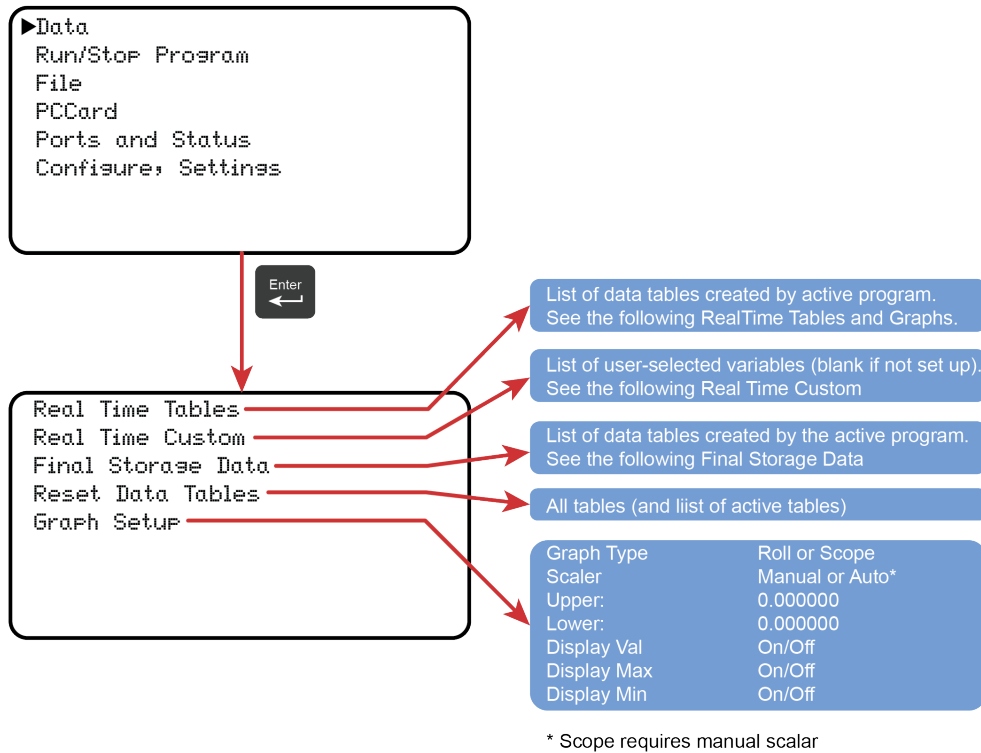 ▶Data
Run/Stop Program
File
PCCard
Ports and Status
Configure, Settings
Enter
Real Time Tables
Real Time Custom
Final Storage Data
Reset Data Tables
Graph Setup
List of data tables created by active program.
See the following RealTime Tables and Graphs.
List of user-selected variables (blank if not set up).
See the following Real Time Custom
List of data tables created by the active program.
See the following Final Storage Data
All tables (and liist of active tables)
Graph Type Roll or Scope
Scaler Manual or Auto*
Upper: 0.000000
Lower: 0.000000
Display Val On/Off
Display Max On/Off
Display Min On/Off
* Scope requires manual scalar